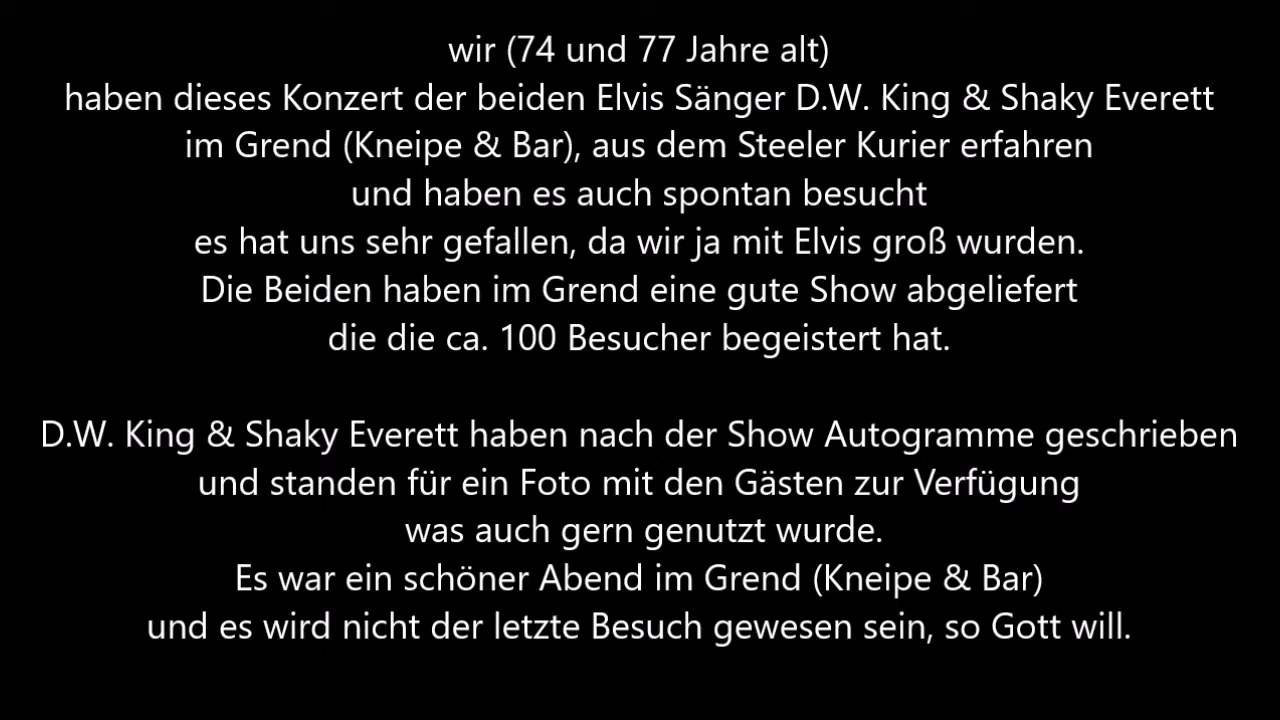 wir (74 und 77 Jahre alt)
haben dieses Konzert der beiden Elvis Sänger D.W. King & Shaky Everett
im Grend (Kneipe & Bar), aus dem Steeler Kurier erfahren
und haben es auch spontan besucht
es hat uns sehr gefallen, da wir ja mit Elvis groß wurden.
Die Beiden haben im Grend eine gute Show abgeliefert
die die ca. 100 Besucher begeistert hat.
D.W. King & Shaky Everett haben nach der Show Autogramme geschrieben
und standen für ein Foto mit den Gästen zur Verfügung
was auch gern genutzt wurde.
Es war ein schöner Abend im Grend (Kneipe & Bar)
und es wird nicht der letzte Besuch gewesen sein, so Gott will.